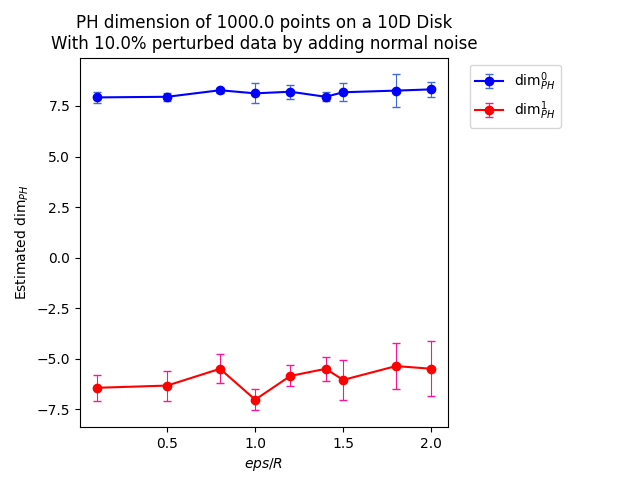 PH dimension of 1000.0 points on a 10D Disk
With 10.0% perturbed data by adding normal noise
Estimated dim_{PH}
7.5
5.0
2.5
0.0
−2.5
−5.0
−7.5
0.5
1.0
1.5
2.0
eps/R
dim^0_{PH}
dim^1_{PH}